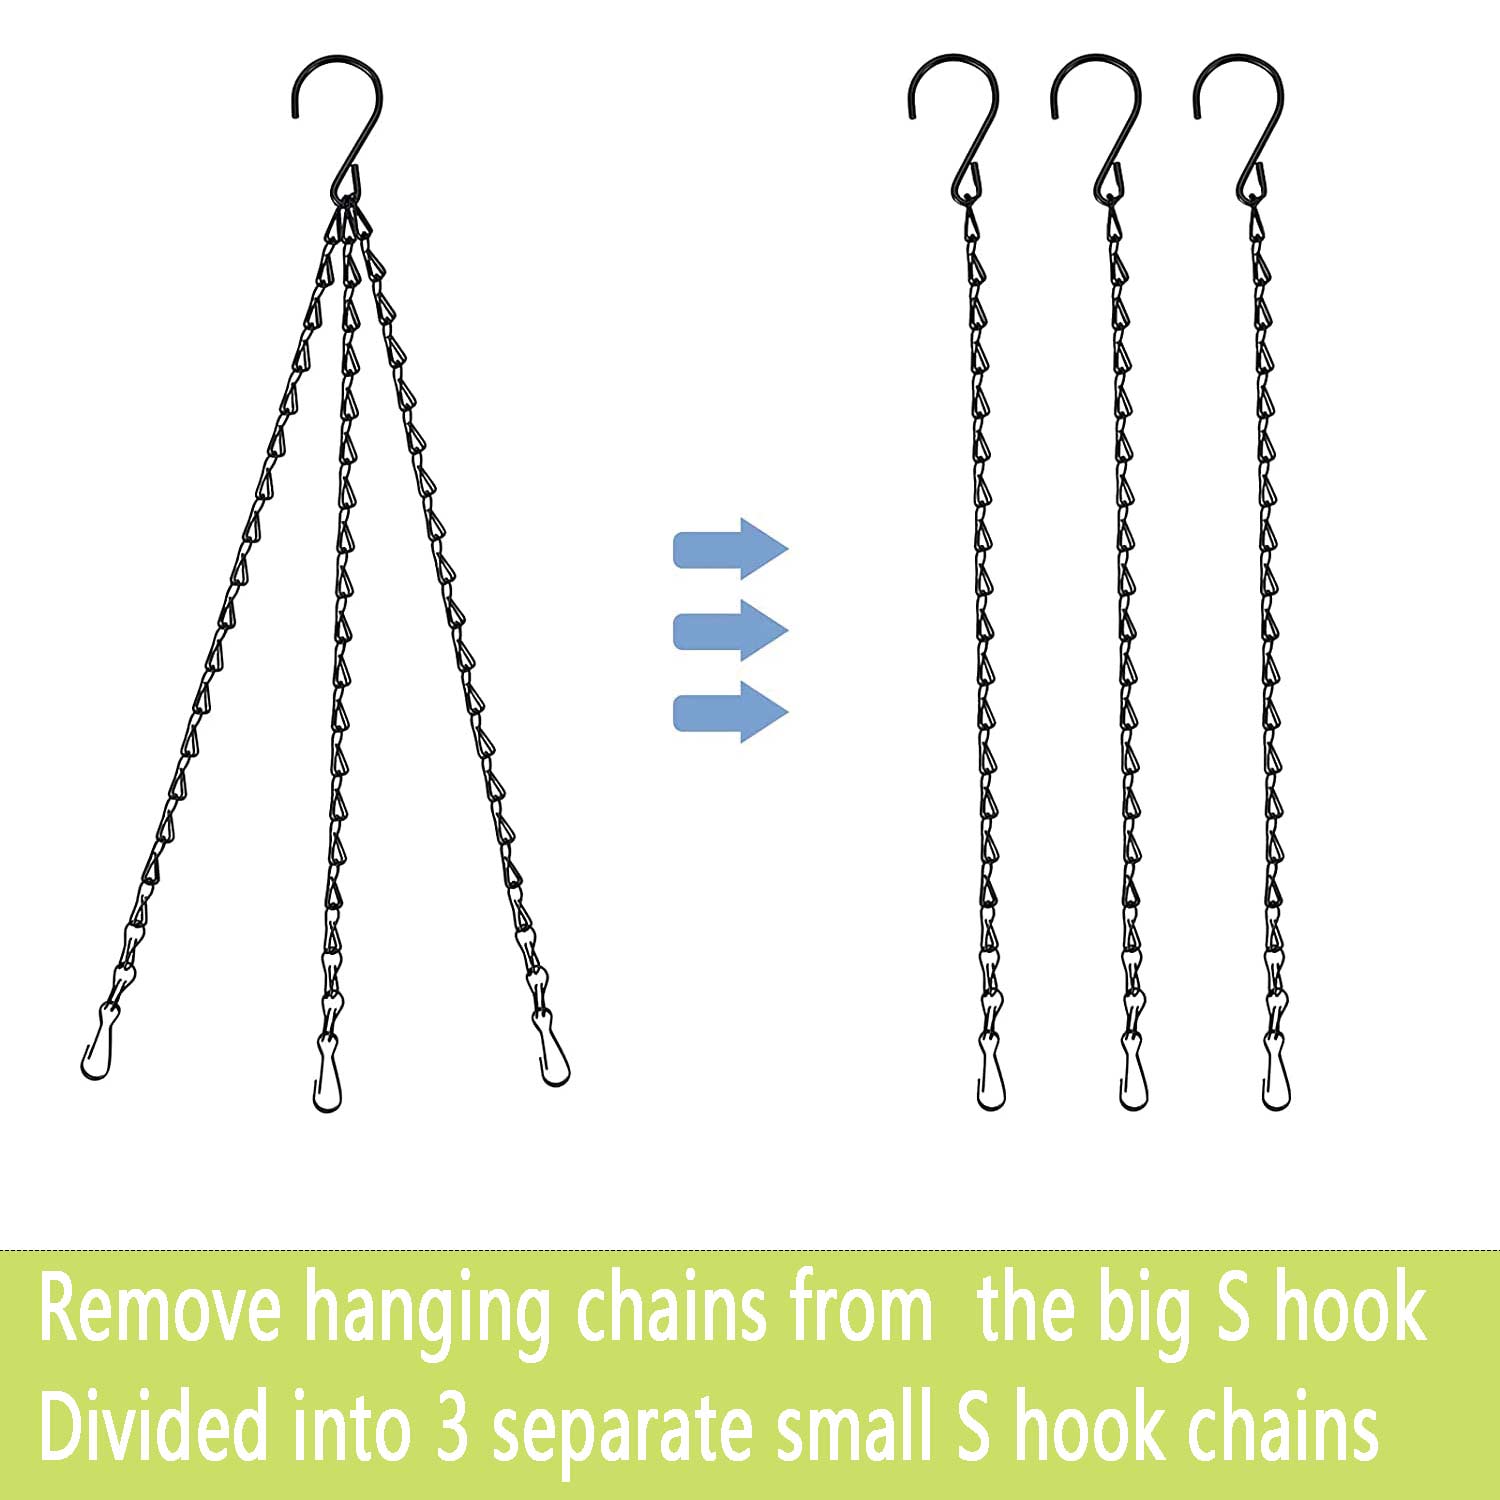 Remove hanging chains from the big S hook
Divided into 3 separate small S hook chains